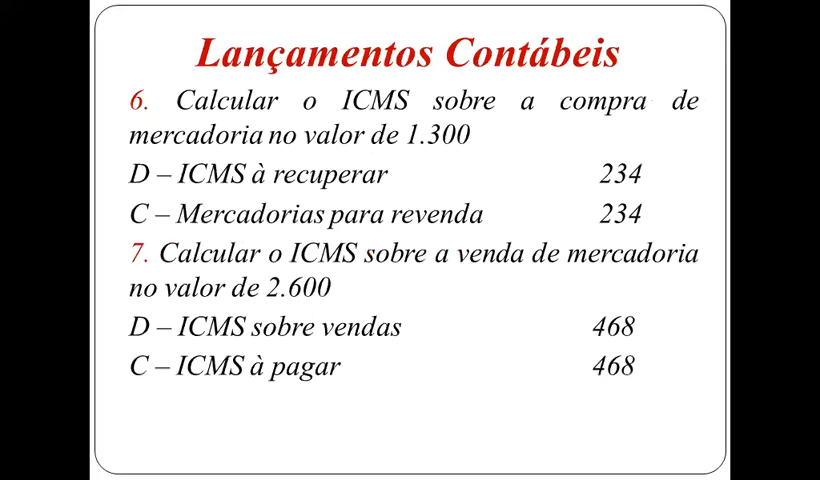 Lançamentos Contábeis
6. Calcular o ICMS sobre a compra de
mercadoria no valor de 1.300
D – ICMS à recuperar 234
C – Mercadorias para revenda 234
7. Calcular o ICMS sobre a venda de mercadoria
no valor de 2.600
D – ICMS sobre vendas 468
C – ICMS à pagar 468